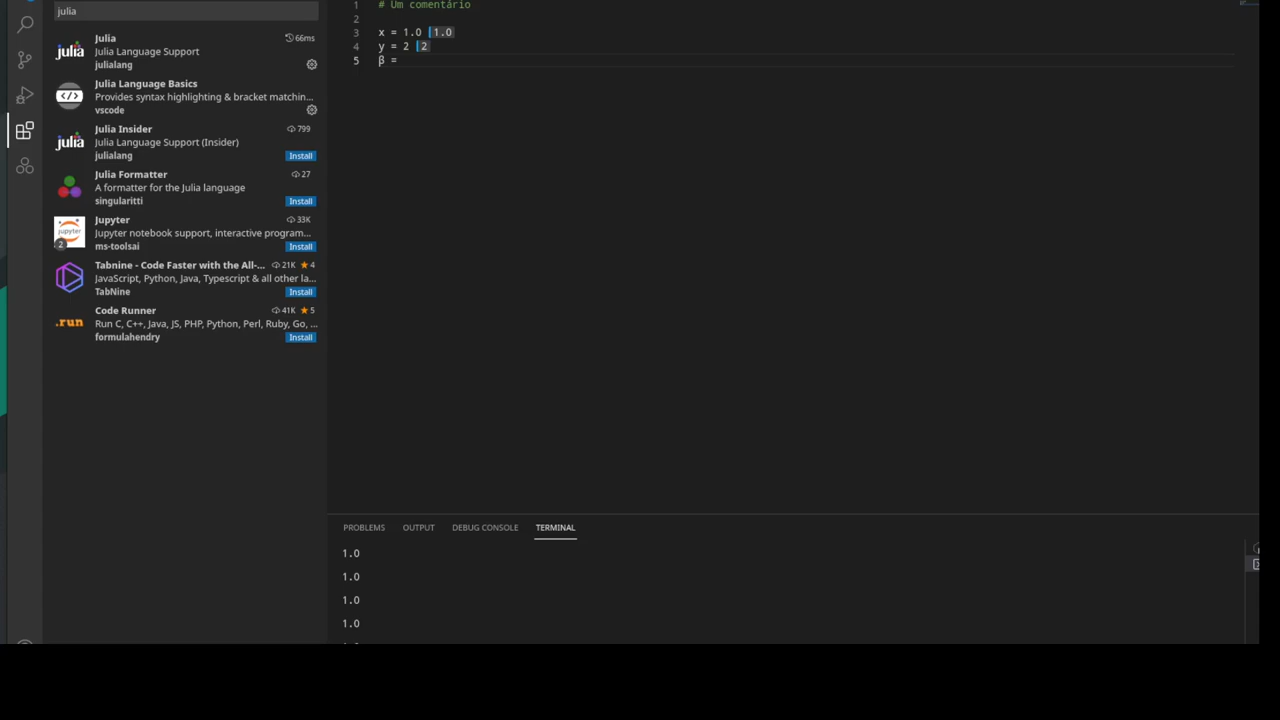 julia
Julia
66ms
Julia Language Support
julialang
Julia Language Basics
Provides syntax highlighting & bracket matchin...
vscode
Julia Insider
799
Julia Language Support (Insider)
julialang
Install
Julia Formatter
27
A formatter for the Julia language
singularitti
Install
Jupyter
33K
Jupyter notebook support, interactive program...
ms-toolsai
Install
Tabnine - Code Faster with the All-...
21K ★ 4
JavaScript, Python, Java, Typescript & all other la...
TabNine
Install
Code Runner
41K ★ 5
Run C, C++, Java, JS, PHP, Python, Perl, Ruby, Go, ...
formulahendry
Install
julia
</>
julia
jupyter
2
.run
1 # Um comentário
2
3 x = 1.0 1.0
4 y = 2 2
5 β =
PROBLEMS OUTPUT DEBUG CONSOLE TERMINAL
1.0
1.0
1.0
1.0